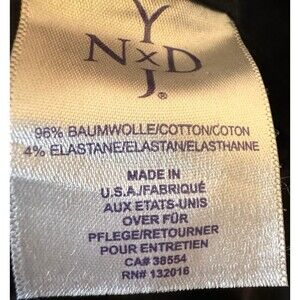 Y
N x D
J®
96% BAUMWOLLE/COTTON/COTON
4% ELASTANE/ELASTAN/ELASTHANNE
MADE IN
U.S.A./FABRIQUÉ
AUX ETATS-UNIS
OVER FÜR
PFLEGE/RETOURNER
POUR ENTRETIEN
CA# 38554
RN# 132018